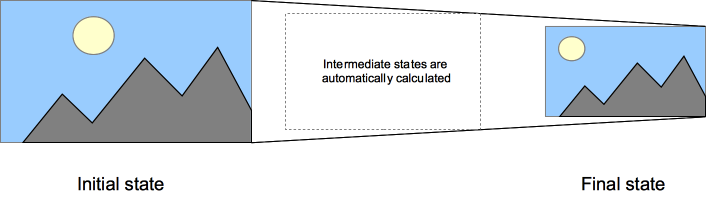 Intermediate states are
automatically calculated
Initial state
Final state